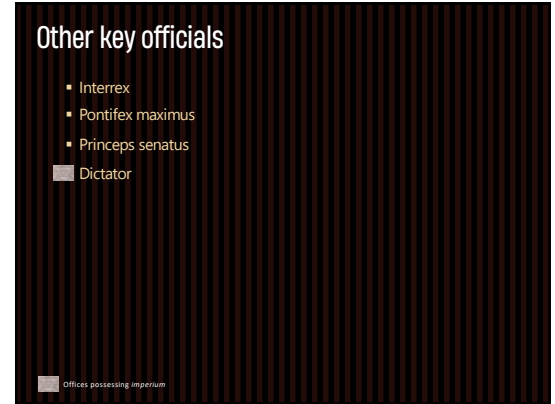 Other key officials
▪ Interrex
▪ Pontifex maximus
▪ Princeps senatus
Dictator
Offices possessing imperium